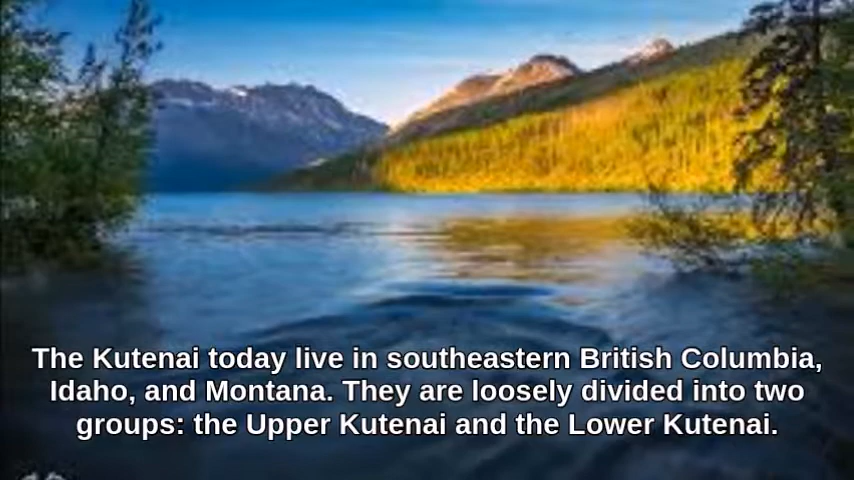 The Kutenai today live in southeastern British Columbia,
Idaho, and Montana. They are loosely divided into two
groups: the Upper Kutenai and the Lower Kutenai.